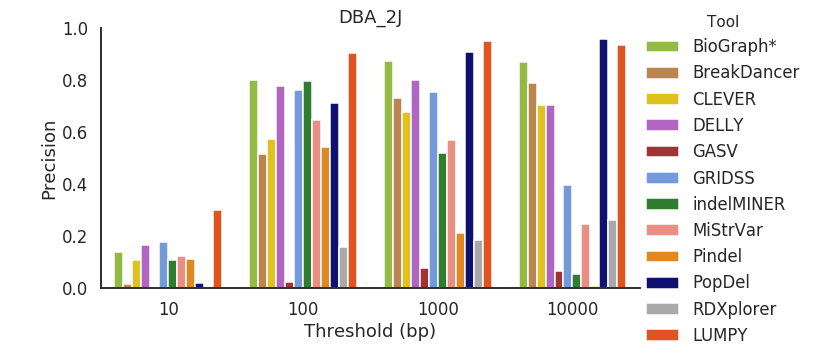 DBA_2J
Tool
BioGraph*
BreakDancer
CLEVER
DELLY
GASV
GRIDSS
indelMINER
MiStrVar
Pindel
PopDel
RDXplorer
LUMPY
Precision
1.0
0.8
0.6
0.4
0.2
0.0
10 100 1000 10000
Threshold (bp)